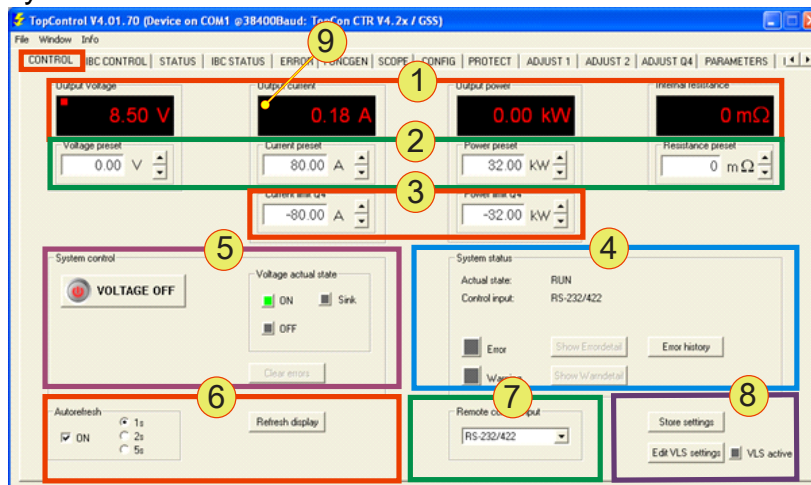 TopControl V4.01.70 (Device on COM1 @38400Baud: TopCon CTR V4.2x / GSS)
File Window Info
9
CONTROL IBC CONTROL STATUS IBC STATUS ERROR FUNCGEN SCOPE CONFIG PROTECT ADJUST 1 ADJUST 2 ADJUST Q4 PARAMETERS
1
Output voltage Output current Output power Internal resistance
8.50 V 0.18 A 0.00 kW 0 mΩ
2
Voltage preset Current preset Power preset Resistance preset
0.00 V 80.00 A 32.00 kW 0 mΩ
3
Current limit Q4 Power limit Q4
-80.00 A -32.00 kW
5 4
System control System status
VOLTAGE OFF
Voltage actual state
ON Sink
OFF
Clear errors
Actual state: RUN
Control input: RS-232/422
Error Show Errordetail Error history
Warning Show Warndetail
6 7 8
Autorefresh
ON
1s
2s
5s
Refresh display
Remote control input
RS-232/422
Store settings
Edit VLS settings VLS active